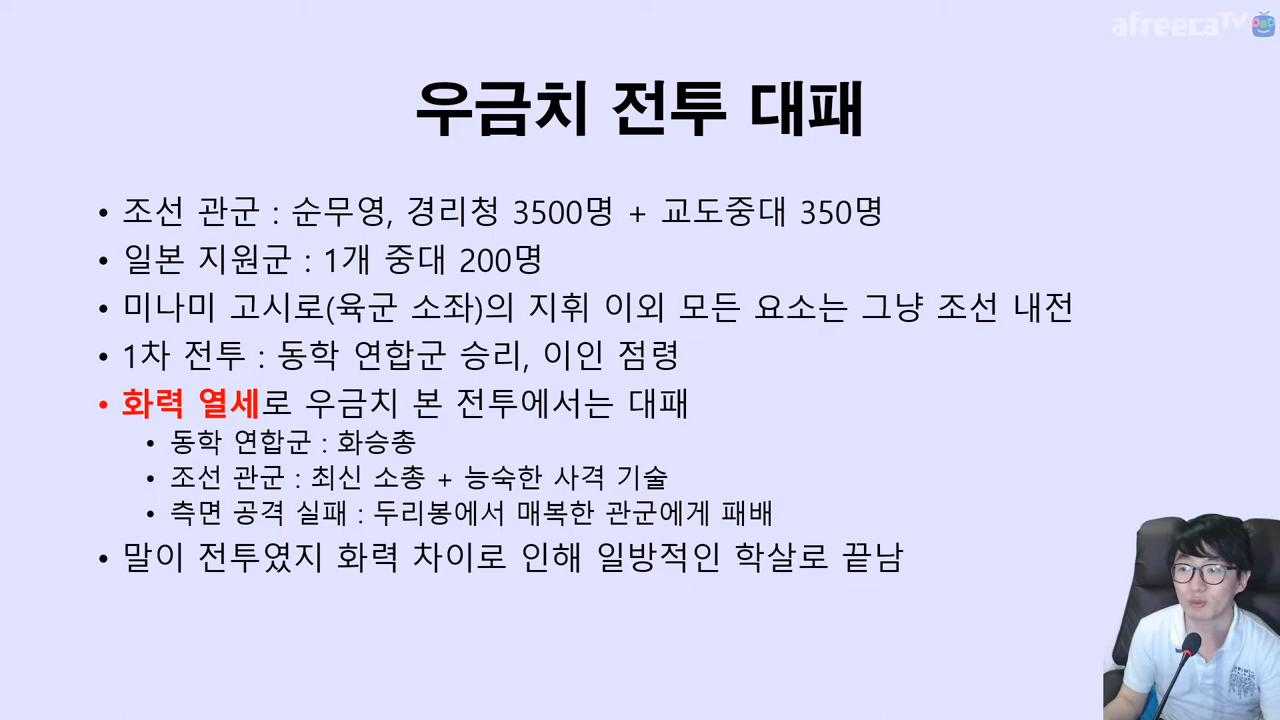 afreecaTV
우금치 전투 대패
• 조선 관군 : 순무영, 경리청 3500명 + 교도중대 350명
• 일본 지원군 : 1개 중대 200명
• 미나미 고시로(육군 소좌)의 지휘 이외 모든 요소는 그냥 조선 내전
• 1차 전투 : 동학 연합군 승리, 이인 점령
• 화력 열세로 우금치 본 전투에서는 대패
• 동학 연합군 : 화승총
• 조선 관군 : 최신 소총 + 능숙한 사격 기술
• 측면 공격 실패 : 두리봉에서 매복한 관군에게 패배
• 말이 전투였지 화력 차이로 인해 일방적인 학살로 끝남